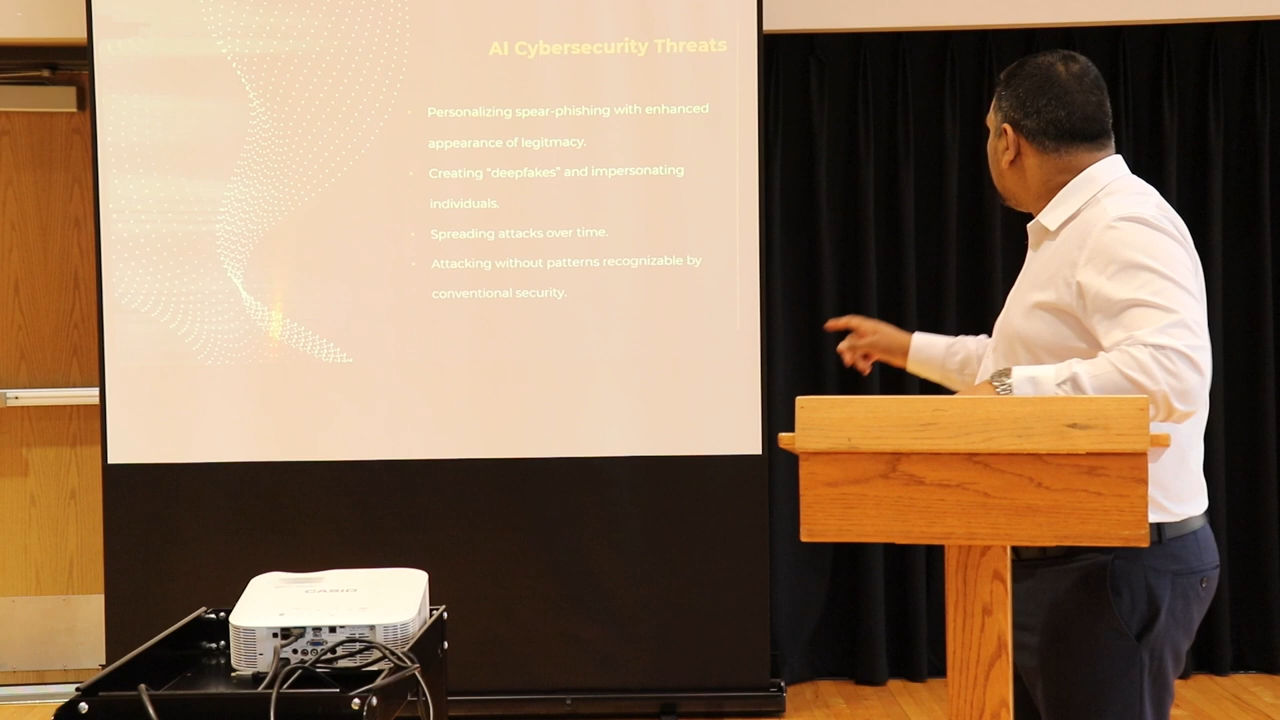 AI Cybersecurity Threats
• Personalizing spear-phishing with enhanced
appearance of legitmacy.
• Creating "deepfakes" and impersonating
individuals.
• Spreading attacks over time.
• Attacking without patterns recognizable by
conventional security.
CASIO